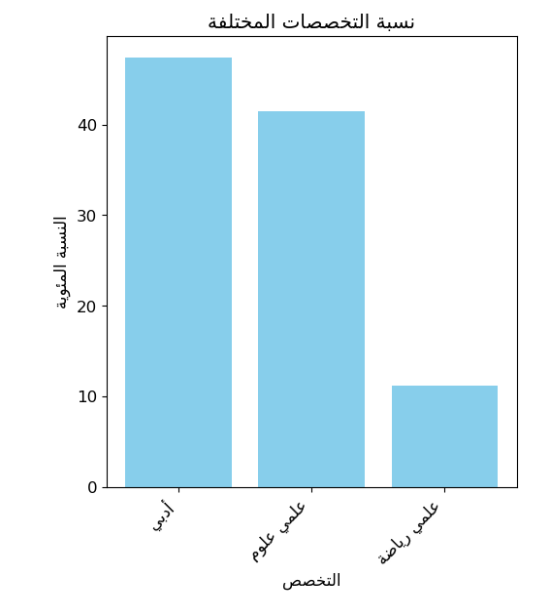 نسبة التخصصات المختلفة
النسبة المئوية
40
30
20
10
0
أدبي
علمي علوم
علمي رياضة
التخصص